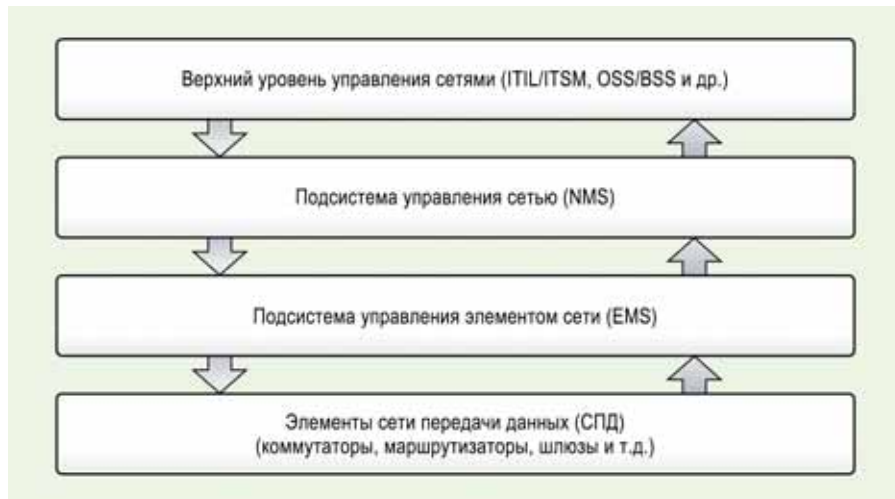 Верхний уровень управления сетями (ITIL/ITSM, OSS/BSS и др.)
Подсистема управления сетью (NMS)
Подсистема управления элементом сети (EMS)
Элементы сети передачи данных (СПД)
(коммутаторы, маршрутизаторы, шлюзы и т.д.)